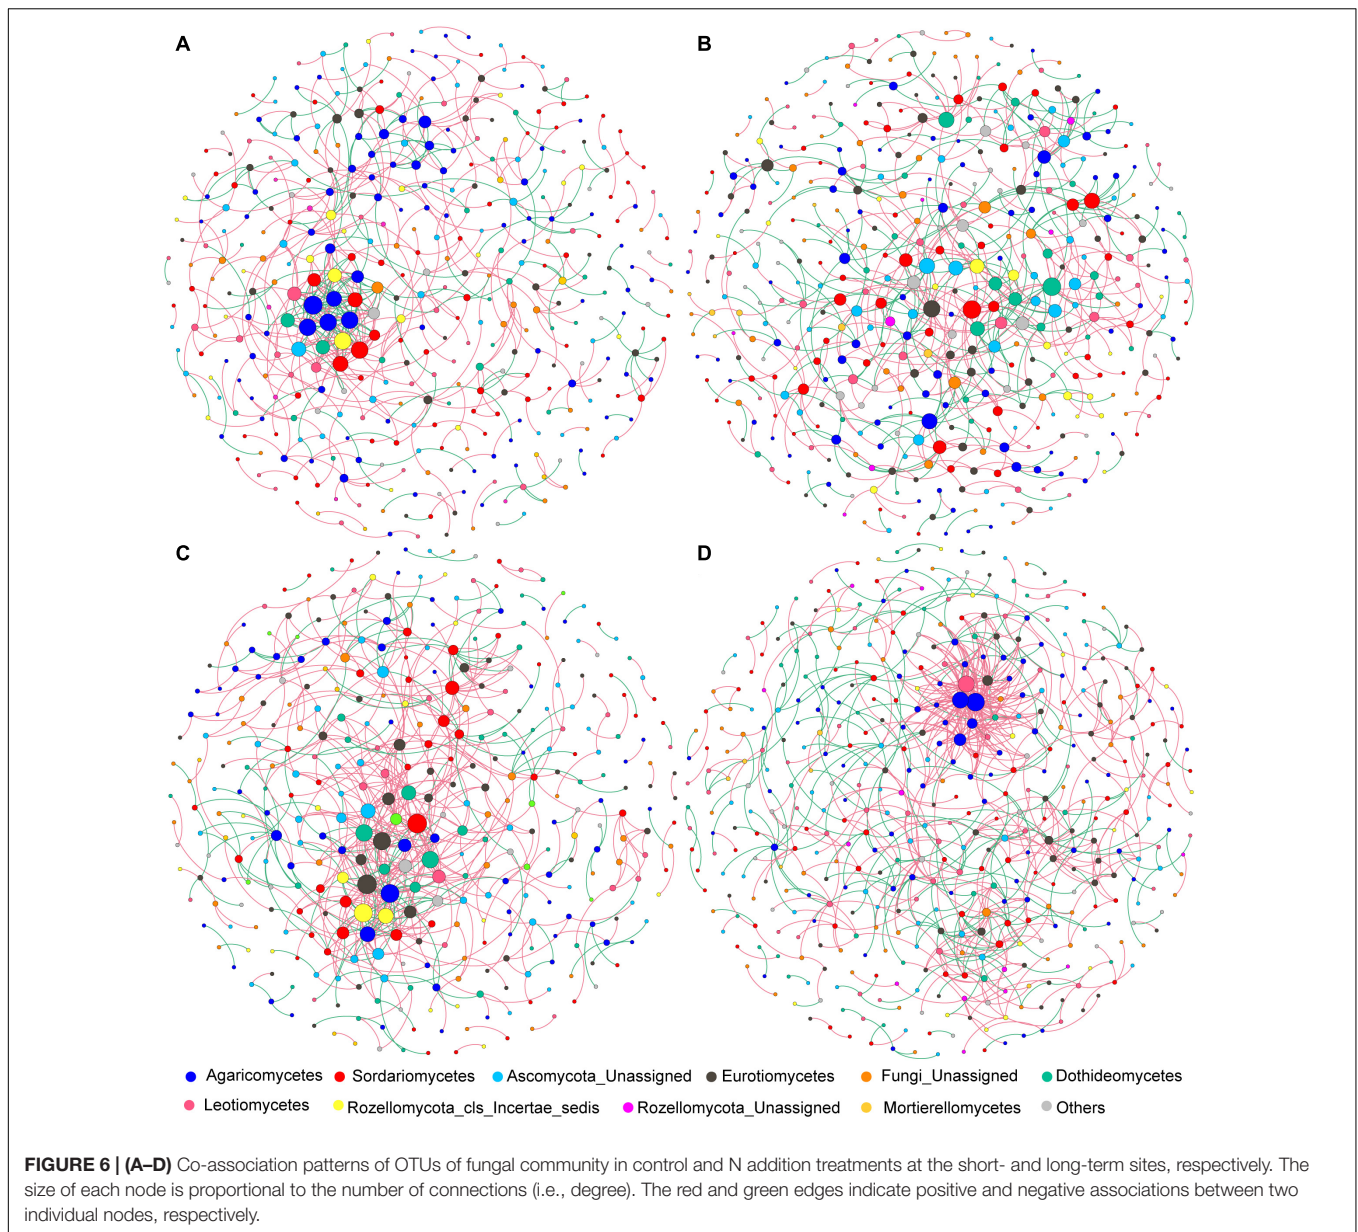 A
B
C
D
Agaricomycetes Sordariomycetes Ascomycota_Unassigned Eurotiomycetes Fungi_Unassigned Dothideomycetes
Leotiomycetes Rozellomycota_cls_Incertae_sedis Rozellomycota_Unassigned Mortierellomycetes Others
FIGURE 6 | (A–D) Co-association patterns of OTUs of fungal community in control and N addition treatments at the short- and long-term sites, respectively. The
size of each node is proportional to the number of connections (i.e., degree). The red and green edges indicate positive and negative associations between two
individual nodes, respectively.